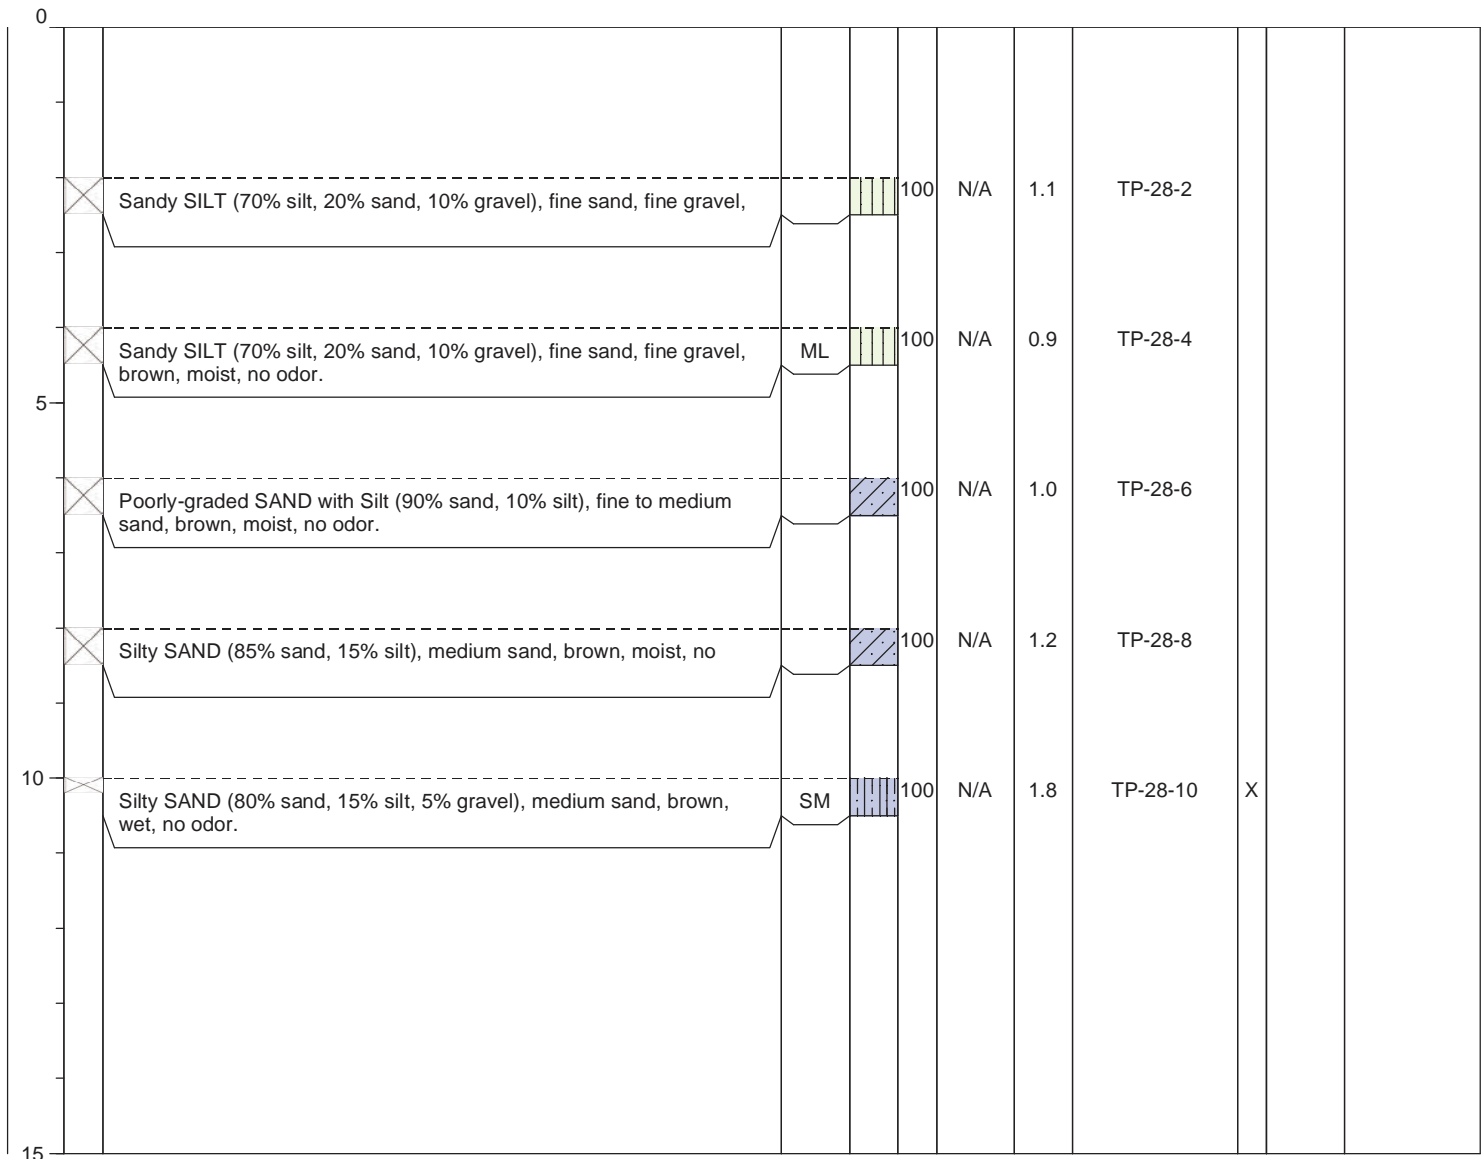 0
100 N/A 1.1 TP-28-2
Sandy SILT (70% silt, 20% sand, 10% gravel), fine sand, fine gravel,
100 N/A 0.9 TP-28-4
Sandy SILT (70% silt, 20% sand, 10% gravel), fine sand, fine gravel, ML
brown, moist, no odor.
5
100 N/A 1.0 TP-28-6
Poorly-graded SAND with Silt (90% sand, 10% silt), fine to medium
sand, brown, moist, no odor.
100 N/A 1.2 TP-28-8
Silty SAND (85% sand, 15% silt), medium sand, brown, moist, no
10
100 N/A 1.8 TP-28-10 X
Silty SAND (80% sand, 15% silt, 5% gravel), medium sand, brown, SM
wet, no odor.
15